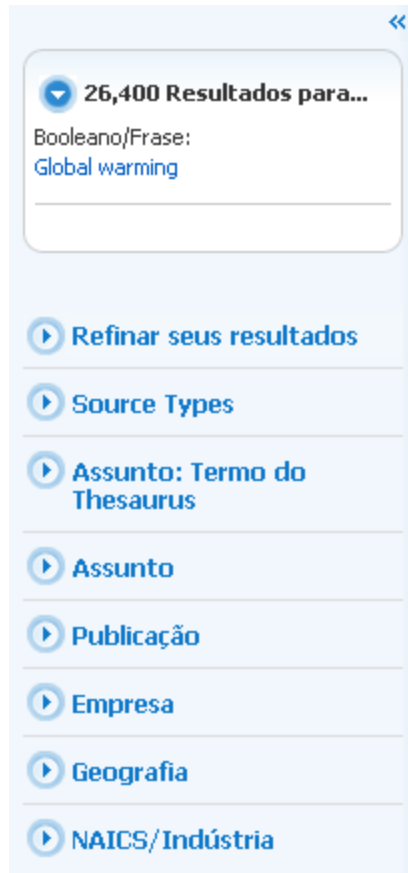 «
26,400 Resultados para...
Booleano/Frase:
Global warming
Refinar seus resultados
Source Types
Assunto: Termo do
Thesaurus
Assunto
Publicação
Empresa
Geografia
NAICS/Indústria